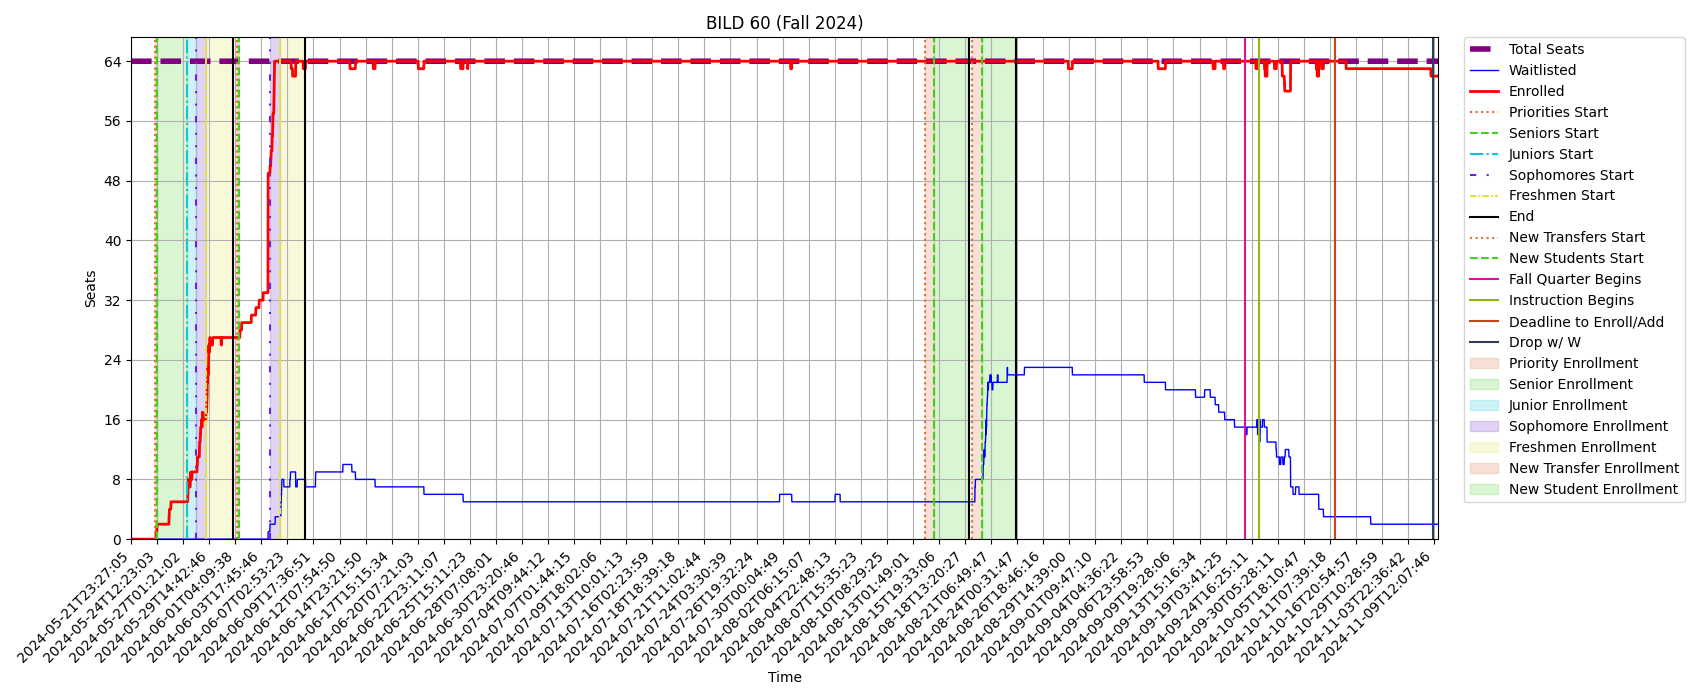 BILD 60 (Fall 2024)
Seats
64
56
48
40
32
24
16
8
0
2024-05-21T23:27:05
2024-05-24T12:23:03
2024-05-27T01:21:02
2024-05-29T14:42:46
2024-06-01T04:09:38
2024-06-03T17:45:46
2024-06-07T02:53:23
2024-06-09T17:36:51
2024-06-12T07:54:50
2024-06-14T23:21:50
2024-06-17T15:15:34
2024-06-20T07:21:03
2024-06-22T23:11:07
2024-06-25T15:11:23
2024-06-28T07:08:01
2024-06-30T23:20:46
2024-07-04T09:44:12
2024-07-07T01:44:15
2024-07-09T18:02:06
2024-07-13T10:01:13
2024-07-16T02:23:59
2024-07-18T18:39:18
2024-07-21T11:02:44
2024-07-24T03:30:39
2024-07-26T19:32:24
2024-07-30T00:04:49
2024-08-02T06:15:07
2024-08-04T22:48:13
2024-08-07T15:35:23
2024-08-10T08:29:25
2024-08-13T01:49:01
2024-08-15T19:33:06
2024-08-18T13:20:27
2024-08-21T06:49:47
2024-08-24T00:31:47
2024-08-26T18:46:16
2024-08-29T14:39:00
2024-09-01T09:47:10
2024-09-04T04:36:22
2024-09-06T23:58:53
2024-09-09T19:28:06
2024-09-13T15:16:34
2024-09-19T03:41:25
2024-09-24T16:25:11
2024-09-30T05:28:11
2024-10-05T18:10:47
2024-10-11T07:39:18
2024-10-16T20:54:57
2024-10-29T10:28:59
2024-11-03T22:36:42
2024-11-09T12:07:46
Time
Total Seats
Waitlisted
Enrolled
Priorities Start
Seniors Start
Juniors Start
Sophomores Start
Freshmen Start
End
New Transfers Start
New Students Start
Fall Quarter Begins
Instruction Begins
Deadline to Enroll/Add
Drop w/ W
Priority Enrollment
Senior Enrollment
Junior Enrollment
Sophomore Enrollment
Freshmen Enrollment
New Transfer Enrollment
New Student Enrollment